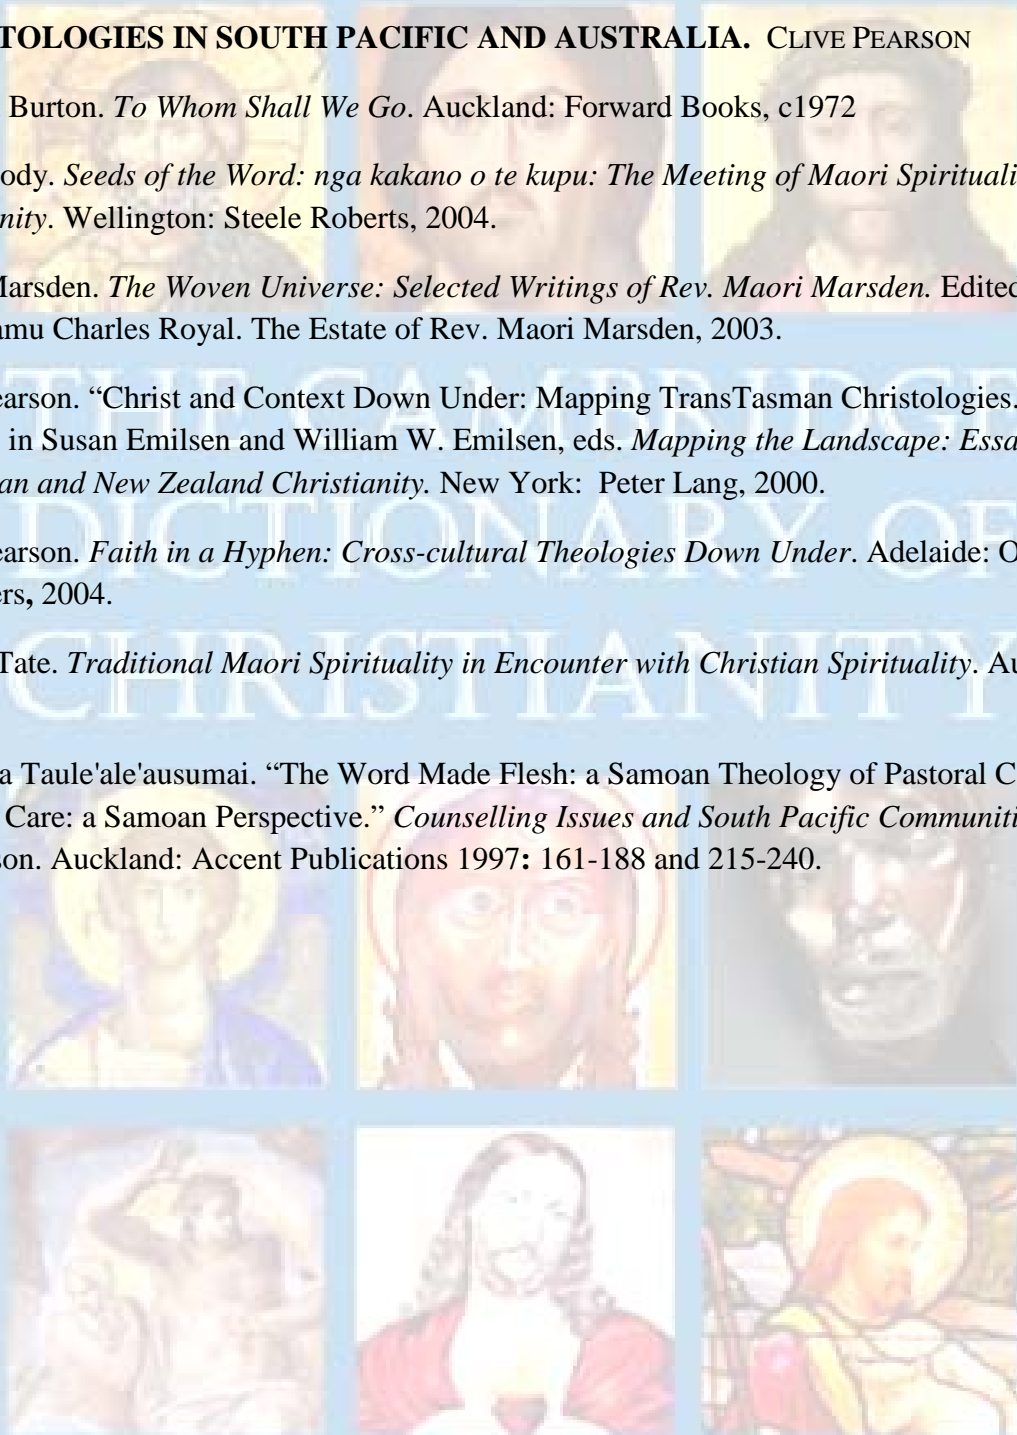 TOLOGIES IN SOUTH PACIFIC AND AUSTRALIA. CLIVE PEARSON
Burton. To Whom Shall We Go. Auckland: Forward Books, c1972
ody. Seeds of the Word: nga kakano o te kupu: The Meeting of Maori Spirituali
nity. Wellington: Steele Roberts, 2004.
Marsden. The Woven Universe: Selected Writings of Rev. Maori Marsden. Edited
amu Charles Royal. The Estate of Rev. Maori Marsden, 2003.
THE CAMBRIDGE
earson. “Christ and Context Down Under: Mapping TransTasman Christologies.
in Susan Emilsen and William W. Emilsen, eds. Mapping the Landscape: Essa
an and New Zealand Christianity. New York: Peter Lang, 2000.
DICTIONARY OF
earson. Faith in a Hyphen: Cross-cultural Theologies Down Under. Adelaide: O
ers, 2004.
Tate. Traditional Maori Spirituality in Encounter with Christian Spirituality. Au
CHRISTIANITY
a Taule'ale'ausumai. “The Word Made Flesh: a Samoan Theology of Pastoral C
Care: a Samoan Perspective.” Counselling Issues and South Pacific Communiti
son. Auckland: Accent Publications 1997: 161-188 and 215-240.